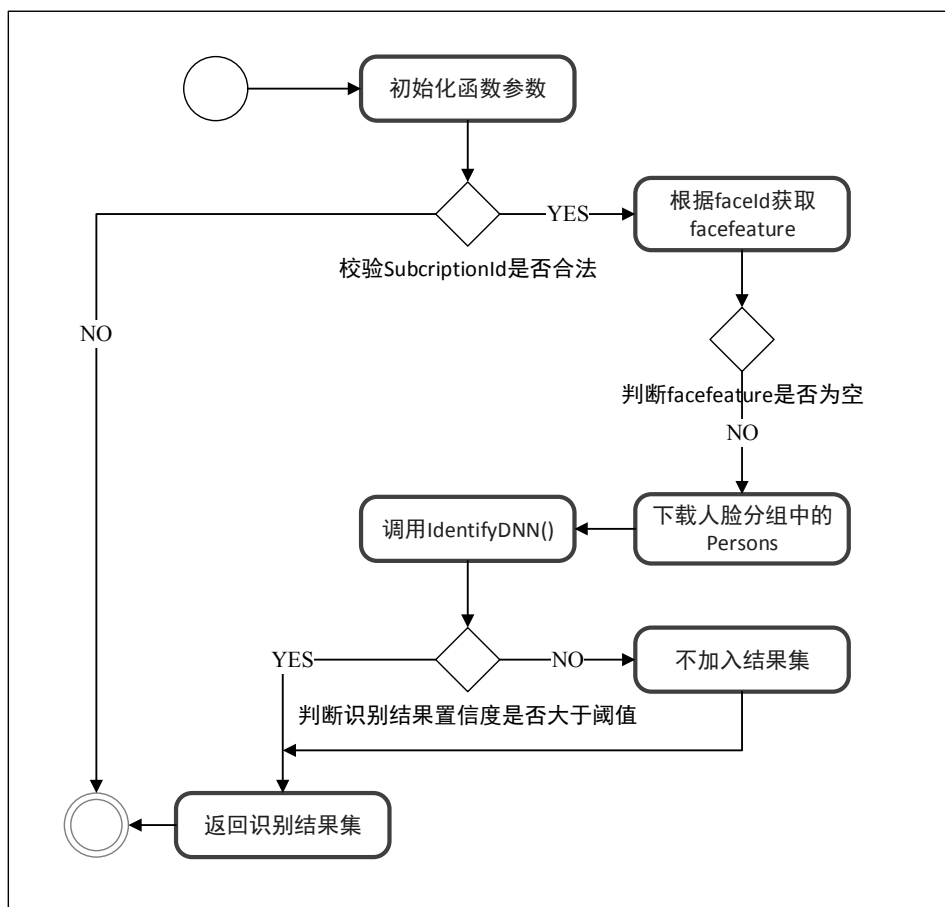 初始化函数参数
YES
根据faceId获取
facefeature
校验SubcriptionId是否合法
NO
判断facefeature是否为空
NO
调用IdentifyDNN()
下载人脸分组中的
Persons
YES
NO
不加入结果集
判断识别结果置信度是否大于阈值
返回识别结果集